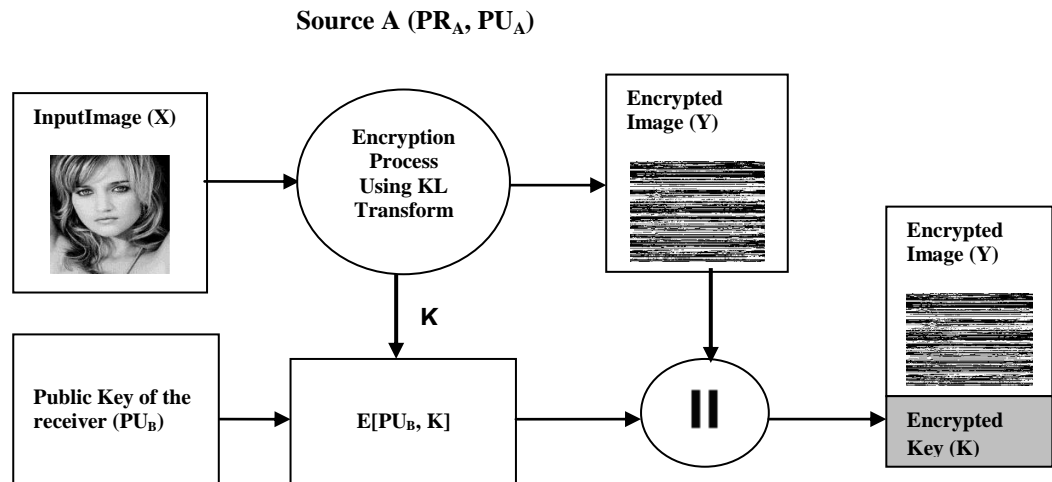 Source A (PRA, PUA)
InputImage (X)
Encryption
Process
Using KL
Transform
Encrypted
Image (Y)
Encrypted
Image (Y)
K
Public Key of the
receiver (PUB)
E[PUB, K]
||
Encrypted
Key (K)